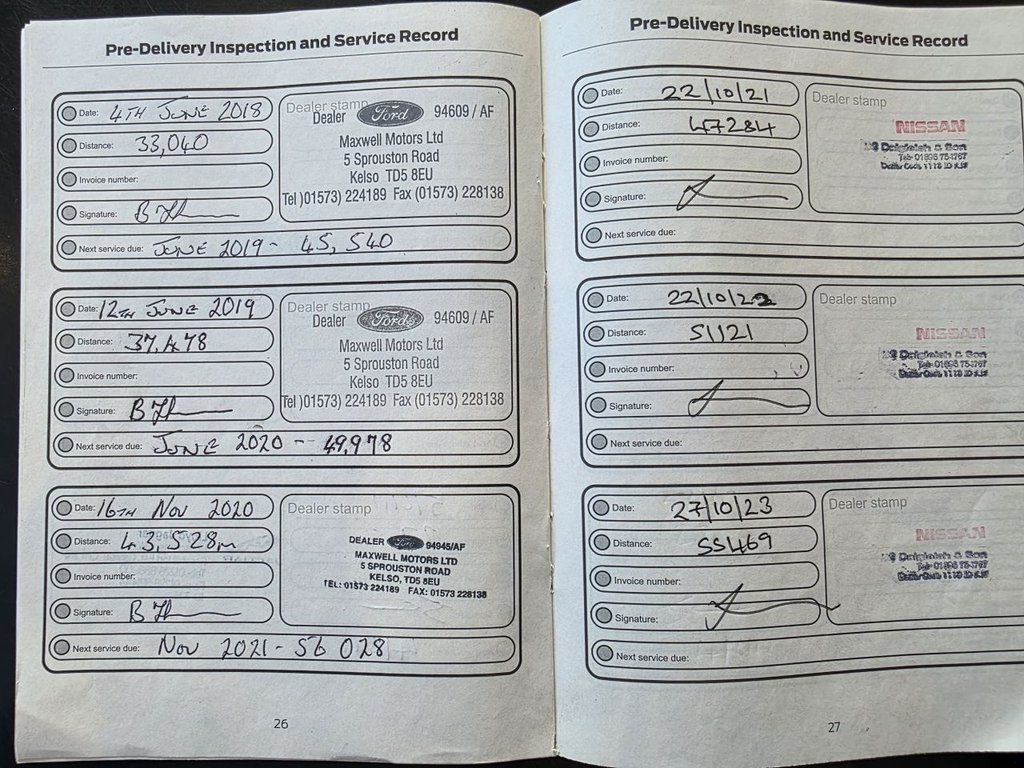 Pre-Delivery Inspection and Service Record
Date: 4TH JUNE 2018
Distance: 33,040
Invoice number:
Signature:
Next service due: JUNE 2019 - 45,540
Dealer stamp
Dealer Ford 94609 / AF
Maxwell Motors Ltd
5 Sprouston Road
Kelso TD5 8EU
Tel )01573) 224189 Fax (01573) 228138
Date: 12TH JUNE 2019
Distance: 37,478
Invoice number:
Signature:
Next service due: JUNE 2020 -- 49,978
Dealer stamp
Dealer Ford 94609 / AF
Maxwell Motors Ltd
5 Sprouston Road
Kelso TD5 8EU
Tel )01573) 224189 Fax (01573) 228138
Date: 16TH NOV 2020
Distance: 43,528m
Invoice number:
Signature:
Next service due: NOV 2021 - 56 028
Dealer stamp
DEALER Ford 94945/AF
MAXWELL MOTORS LTD
5 SPROUSTON ROAD
KELSO, TD5 8EU
TEL: 01573 224189 FAX: 01573 228138
26
Pre-Delivery Inspection and Service Record
Date: 22/10/21
Distance: 47284
Invoice number:
Signature:
Next service due:
Dealer stamp
NISSAN
Dalgleish & Son
Date: 22/10/22
Distance: 51121
Invoice number:
Signature:
Next service due:
Dealer stamp
NISSAN
Dalgleish & Son
Date: 27/10/23
Distance: 55469
Invoice number:
Signature:
Next service due:
Dealer stamp
NISSAN
Dalgleish & Son
27